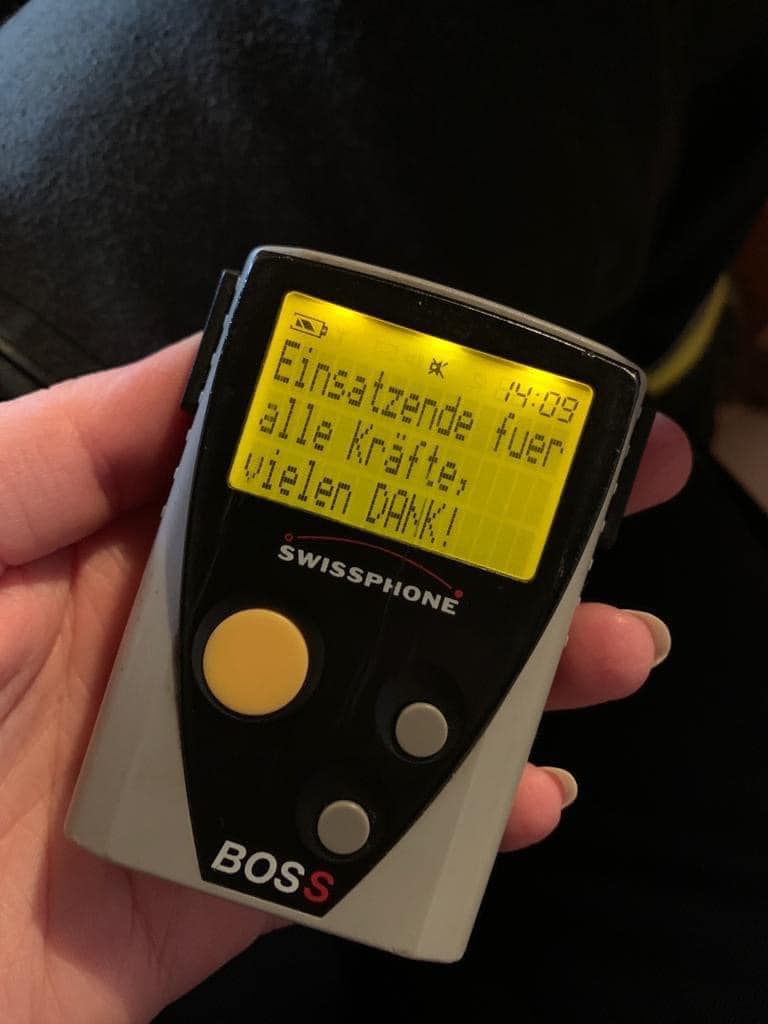 14:09
Einsatzende fuer
alle Kräfte,
vielen DANK!
SWISSPHONE
BOSS